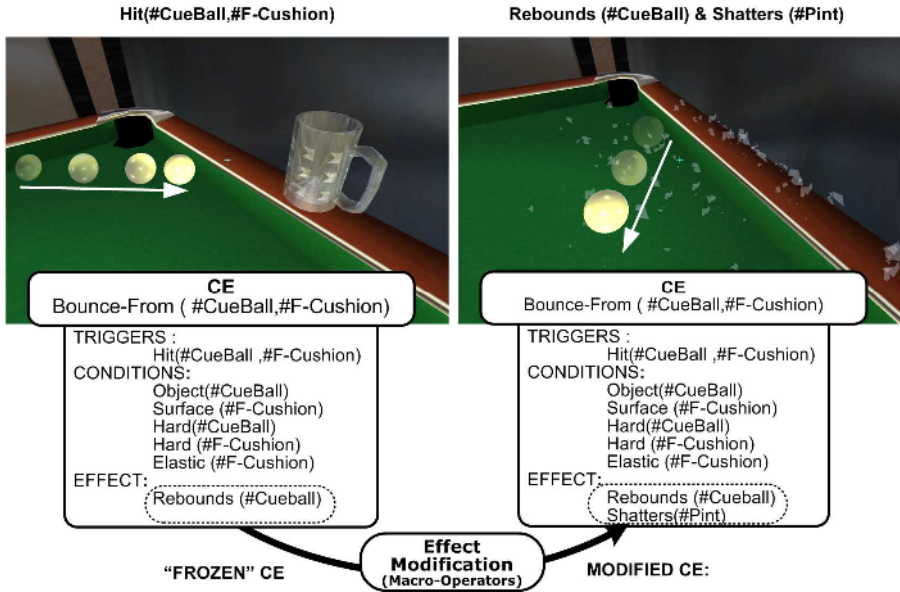 Hit(#CueBall,#F-Cushion)
CE
Bounce-From ( #CueBall,#F-Cushion)
TRIGGERS :
Hit(#CueBall ,#F-Cushion)
CONDITIONS:
Object(#CueBall)
Surface (#F-Cushion)
Hard(#CueBall)
Hard (#F-Cushion)
Elastic (#F-Cushion)
EFFECT:
Rebounds (#Cueball)
"FROZEN" CE
Rebounds (#CueBall) & Shatters (#Pint)
CE
Bounce-From ( #CueBall,#F-Cushion)
TRIGGERS :
Hit(#CueBall ,#F-Cushion)
CONDITIONS:
Object(#CueBall)
Surface (#F-Cushion)
Hard(#CueBall)
Hard (#F-Cushion)
Elastic (#F-Cushion)
EFFECT:
Rebounds (#Cueball)
Shatters(#Pint)
MODIFIED CE:
Effect
Modification
(Macro-Operators)